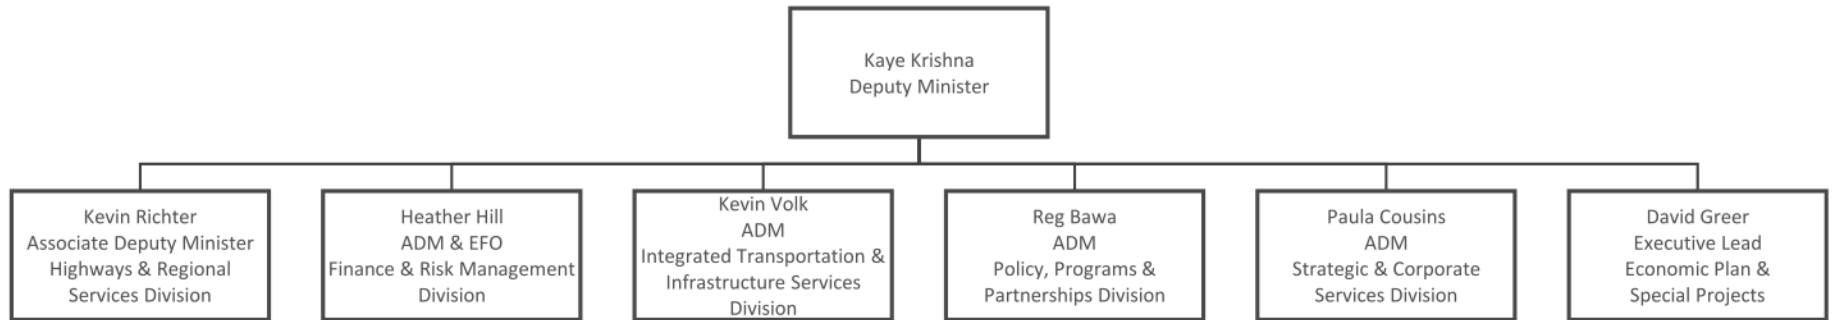 Kaye Krishna
Deputy Minister
Kevin Richter
Associate Deputy Minister
Highways & Regional
Services Division
Heather Hill
ADM & EFO
Finance & Risk Management
Division
Kevin Volk
ADM
Integrated Transportation &
Infrastructure Services
Division
Reg Bawa
ADM
Policy, Programs &
Partnerships Division
Paula Cousins
ADM
Strategic & Corporate
Services Division
David Greer
Executive Lead
Economic Plan &
Special Projects